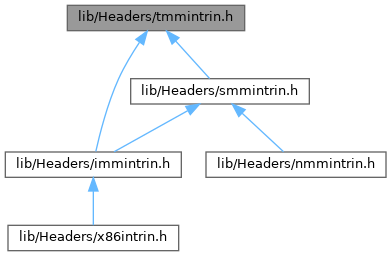 lib/Headers/tmmintrin.h
lib/Headers/smmintrin.h
lib/Headers/immintrin.h
lib/Headers/nmmintrin.h
lib/Headers/x86intrin.h